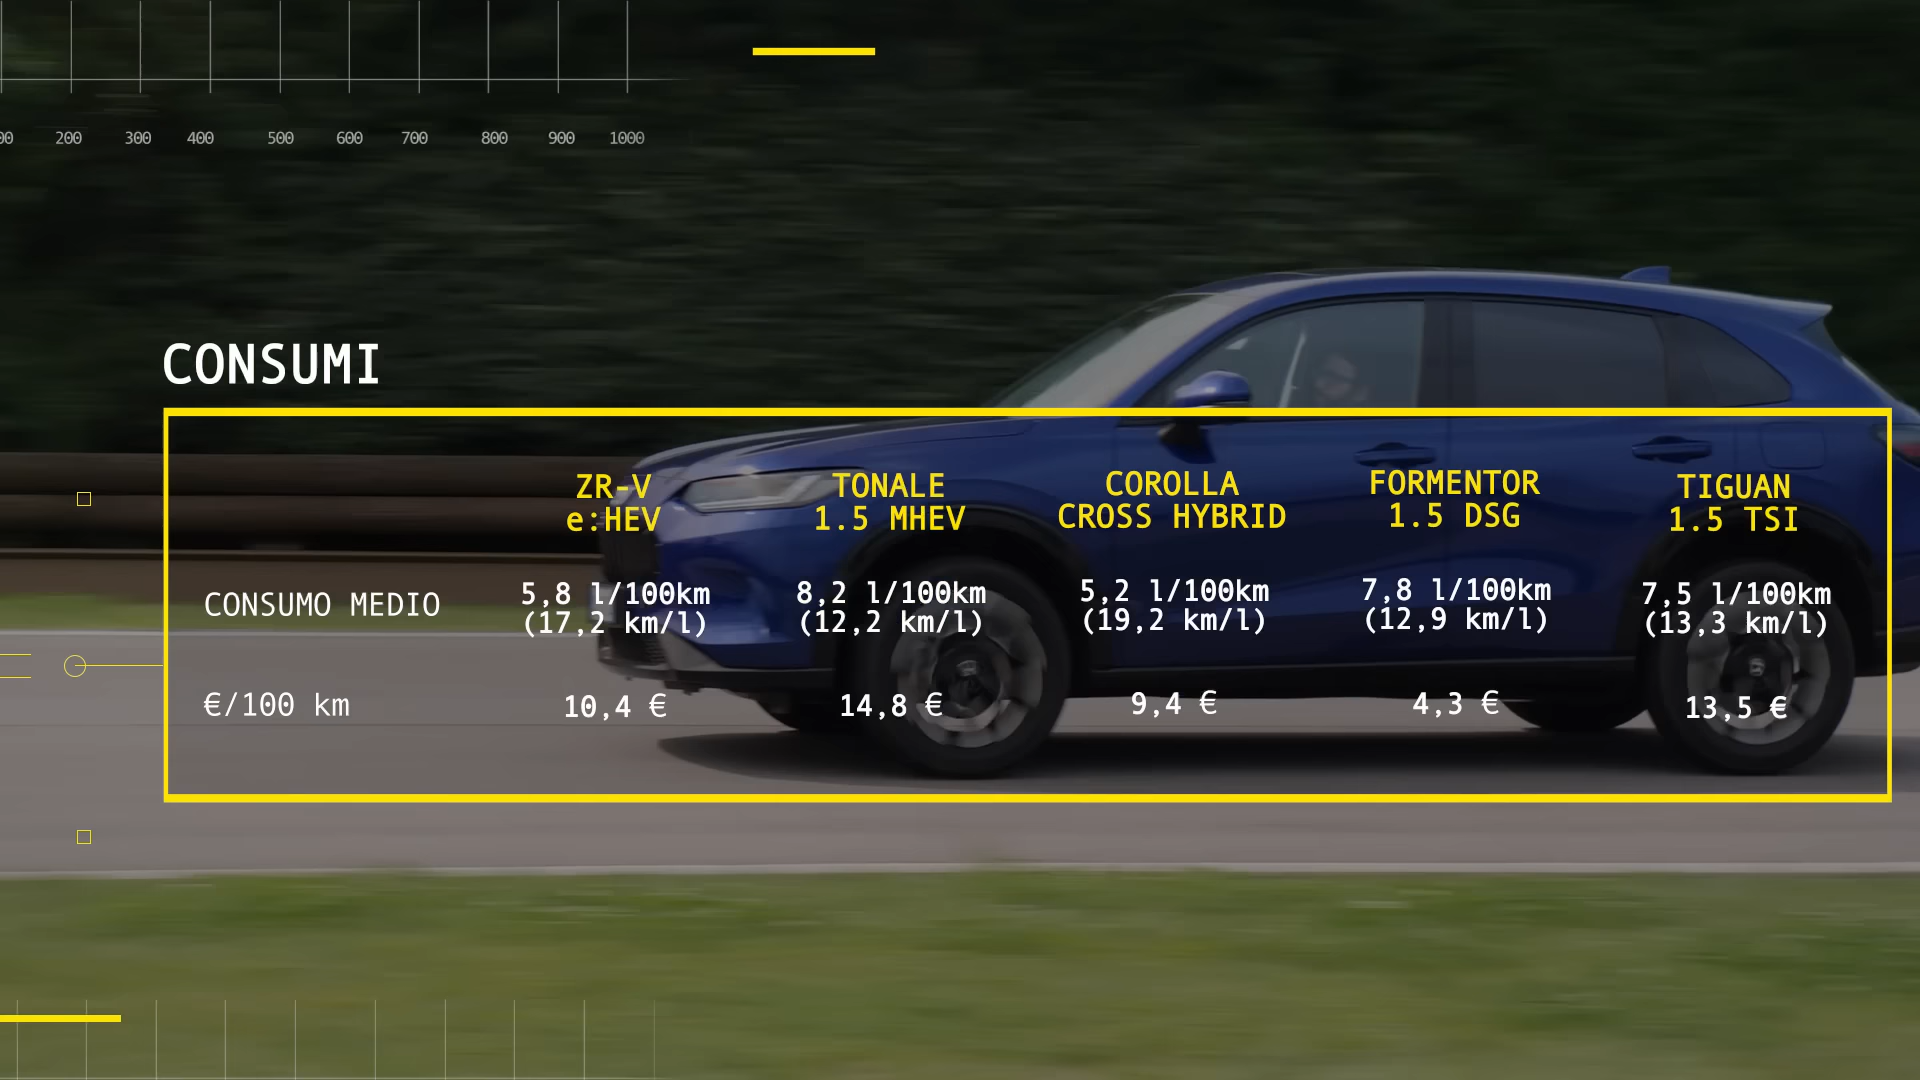 200 300 400 500 600 700 800 900 1000
CONSUMI
ZR-V
e:HEV
TONALE
1.5 MHEV
COROLLA
CROSS HYBRID
FORMENTOR
1.5 DSG
TIGUAN
1.5 TSI
CONSUMO MEDIO
5,8 l/100km
(17,2 km/l)
8,2 l/100km
(12,2 km/l)
5,2 l/100km
(19,2 km/l)
7,8 l/100km
(12,9 km/l)
7,5 l/100km
(13,3 km/l)
€/100 km
10,4 €
14,8 €
9,4 €
4,3 €
13,5 €